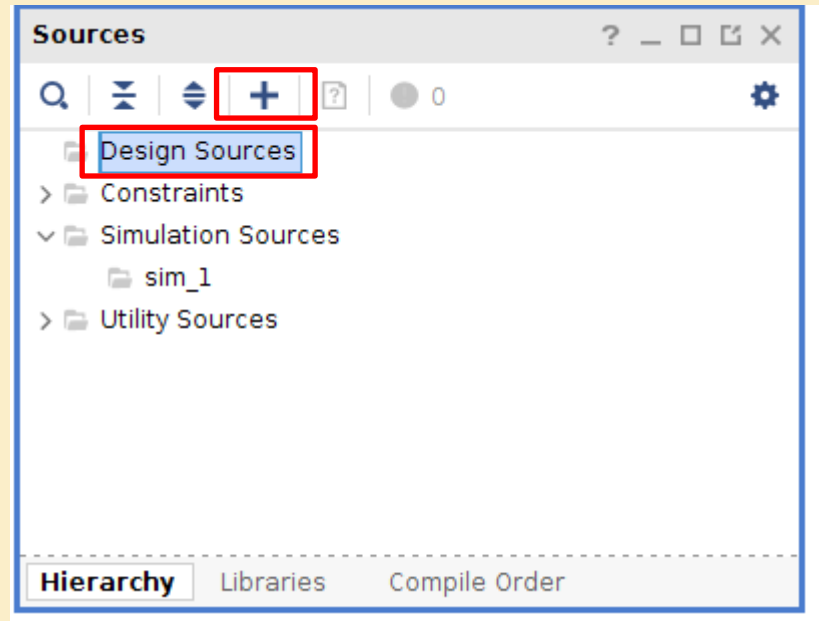 Sources
0
Design Sources
Constraints
Simulation Sources
sim_1
Utility Sources
Hierarchy Libraries Compile Order